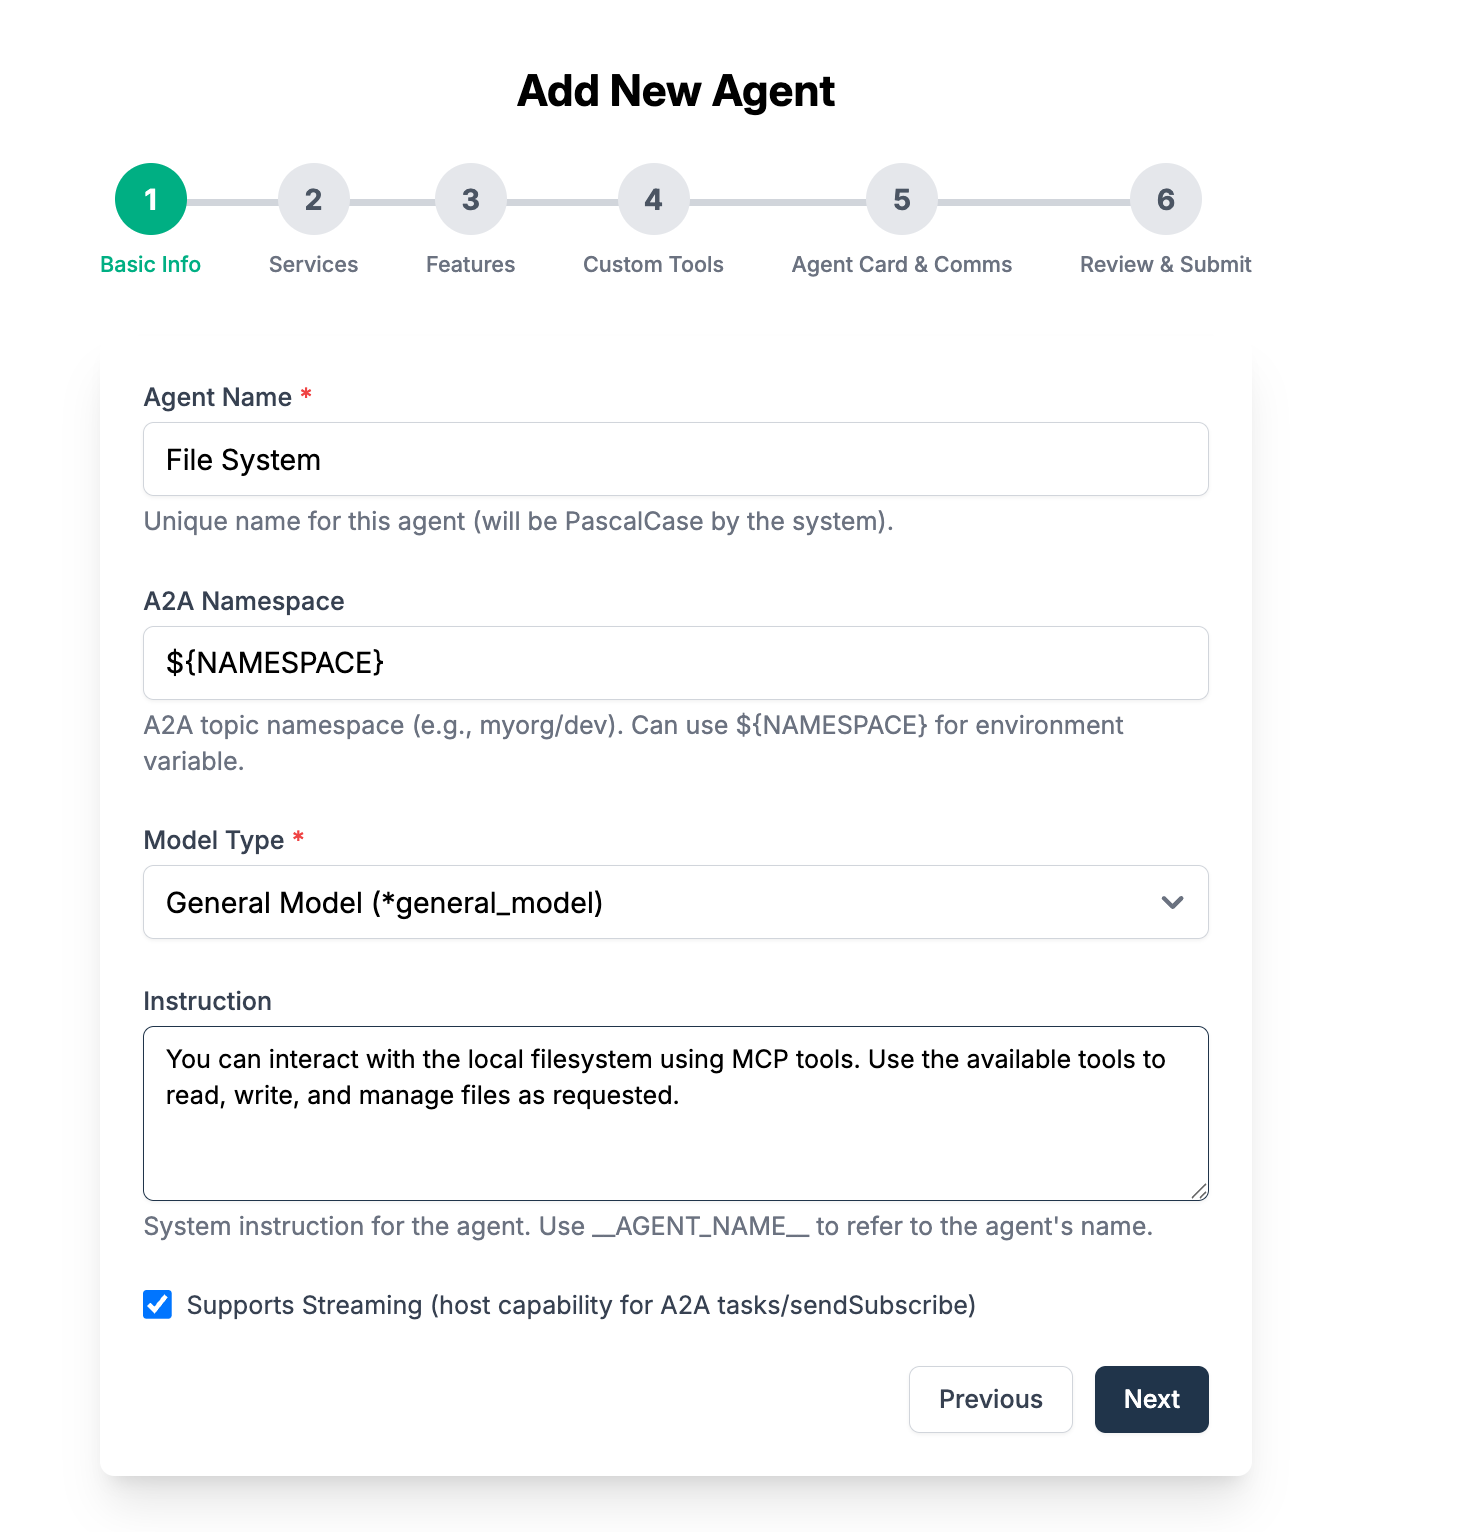 Add New Agent
1
2
3
4
5
6
Basic Info
Services
Features
Custom Tools
Agent Card & Comms
Review & Submit
Agent Name *
File System
Unique name for this agent (will be PascalCase by the system).
A2A Namespace
${NAMESPACE}
A2A topic namespace (e.g., myorg/dev). Can use ${NAMESPACE} for environment
variable.
Model Type *
General Model (*general_model)
Instruction
You can interact with the local filesystem using MCP tools. Use the available tools to
read, write, and manage files as requested.
System instruction for the agent. Use __AGENT_NAME__ to refer to the agent's name.
Supports Streaming (host capability for A2A tasks/sendSubscribe)
Previous
Next